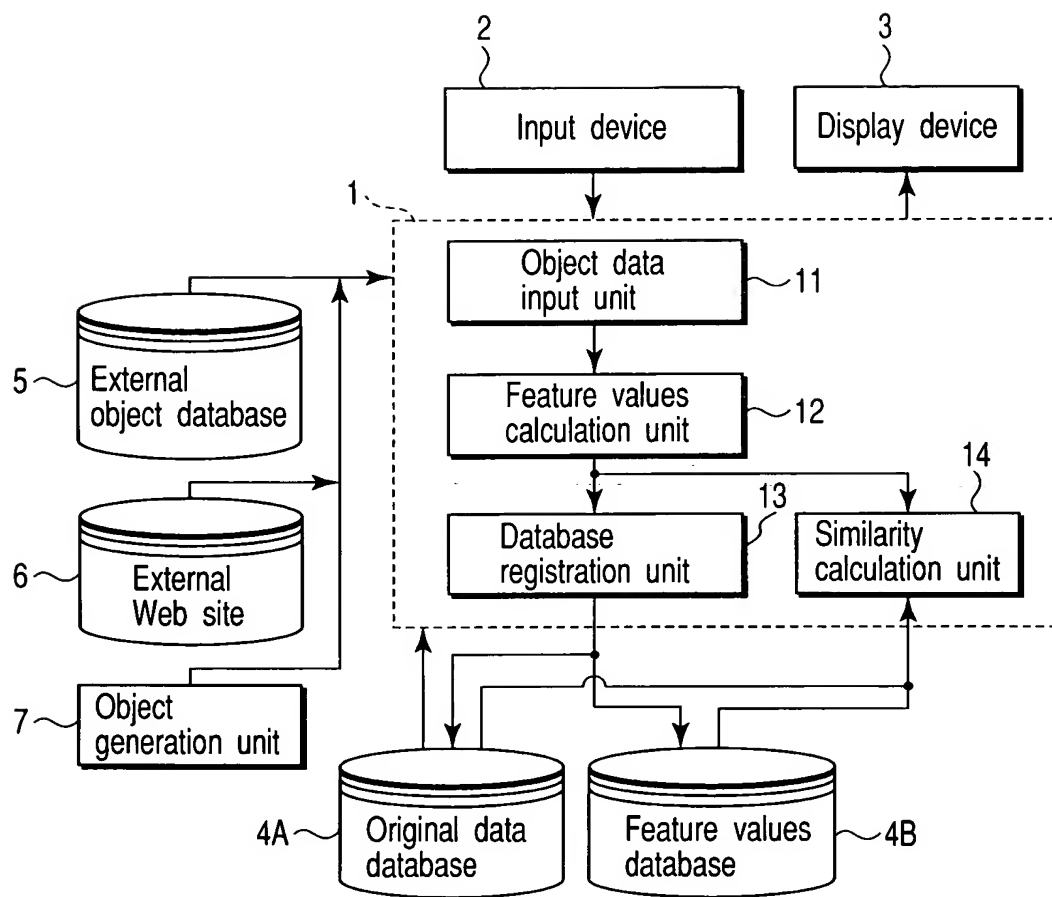 2
3
Input device
Display device
1
Object data
input unit
11
5
External
object database
Feature values
calculation unit
12
14
13
6
External
Web site
Database
registration unit
Similarity
calculation unit
7
Object
generation unit
4A
Original data
database
Feature values
database
4B